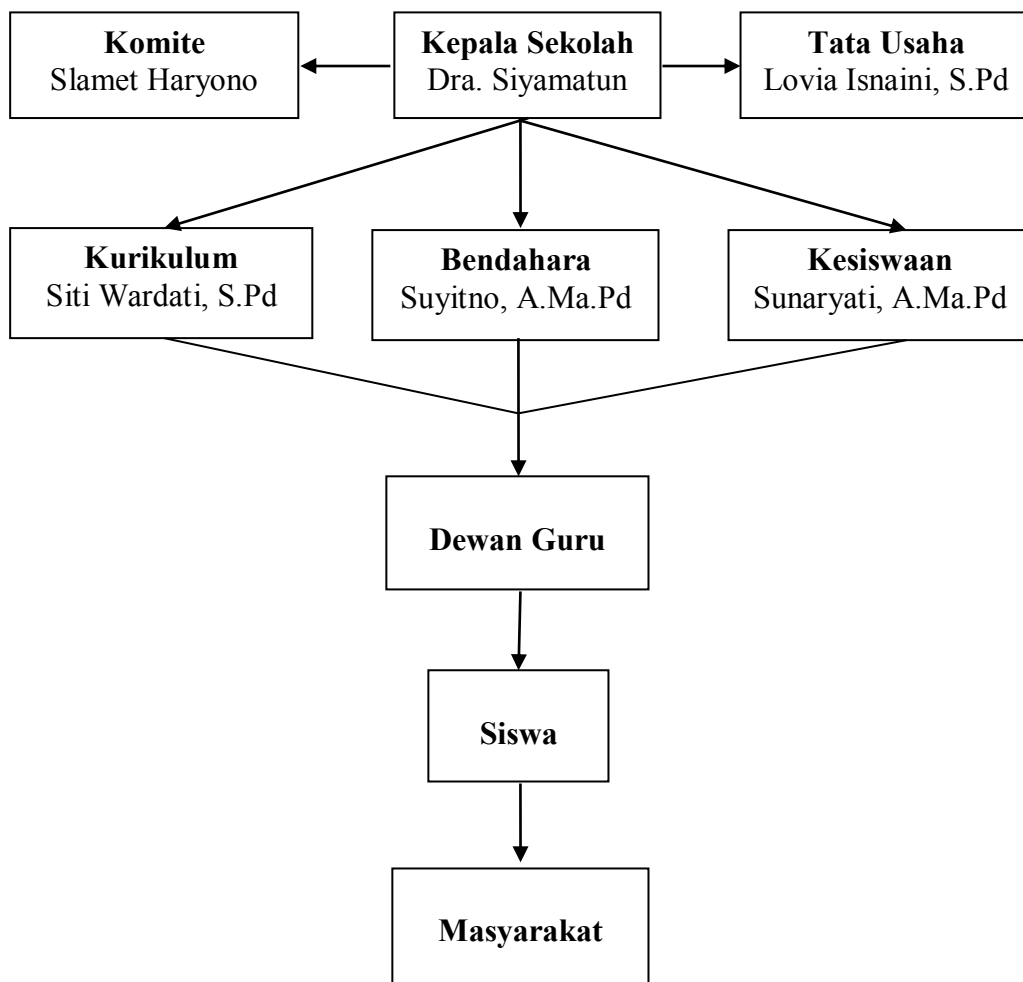 Komite
Slamet Haryono
Kepala Sekolah
Dra. Siyamatun
Tata Usaha
Lovia Isnaini, S.Pd
Kurikulum
Siti Wardati, S.Pd
Bendahara
Suyitno, A.Ma.Pd
Kesiswaan
Sunaryati, A.Ma.Pd
Dewan Guru
Siswa
Masyarakat